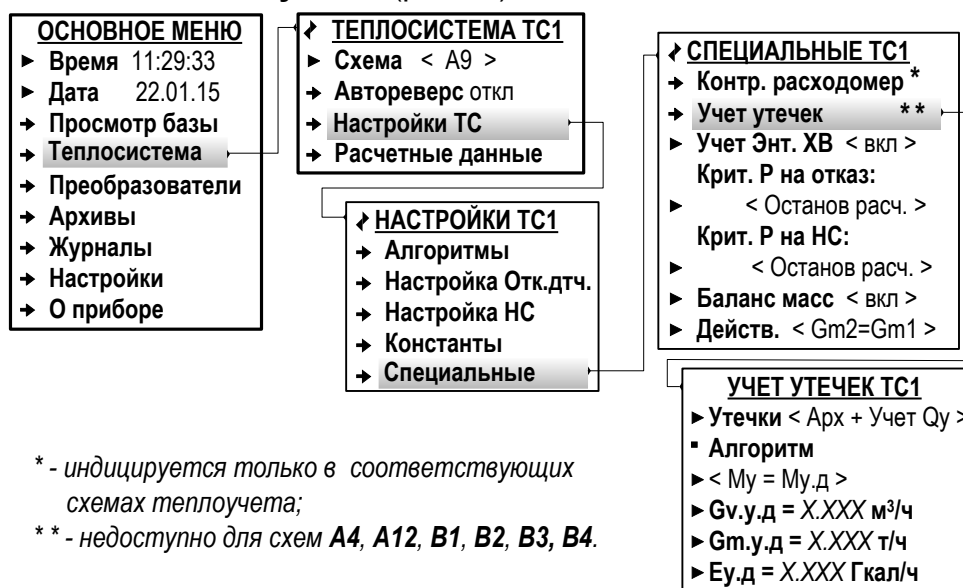 ОСНОВНОЕ МЕНЮ
Время 11:29:33
Дата 22.01.15
Просмотр базы
Теплосистема
Преобразователи
Архивы
Журналы
Настройки
О приборе
ТЕПЛОСИСТЕМА ТС1
Схема < А9 >
Автореверс откл
Настройки ТС
Расчетные данные
НАСТРОЙКИ ТС1
Алгоритмы
Настройка Отк.дтч.
Настройка НС
Константы
Специальные
СПЕЦИАЛЬНЫЕ ТС1
Контр. расходомер *
Учет утечек **
Учет Энт. ХВ < вкл >
Крит. Р на отказ:
< Останов расч. >
Крит. Р на НС:
< Останов расч. >
Баланс масс < вкл >
Действ. < Gm2=Gm1 >
УЧЕТ УТЕЧЕК ТС1
Утечки < Арх + Учет Qу >
Алгоритм
< Му = Му.д >
Gv.у.д = X.XXX м³/ч
Gm.у.д = X.XXX т/ч
Еу.д = X.XXX Гкал/ч
* - индицируется только в соответствующих
схемах теплоучета;
** - недоступно для схем А4, А12, В1, В2, В3, В4.